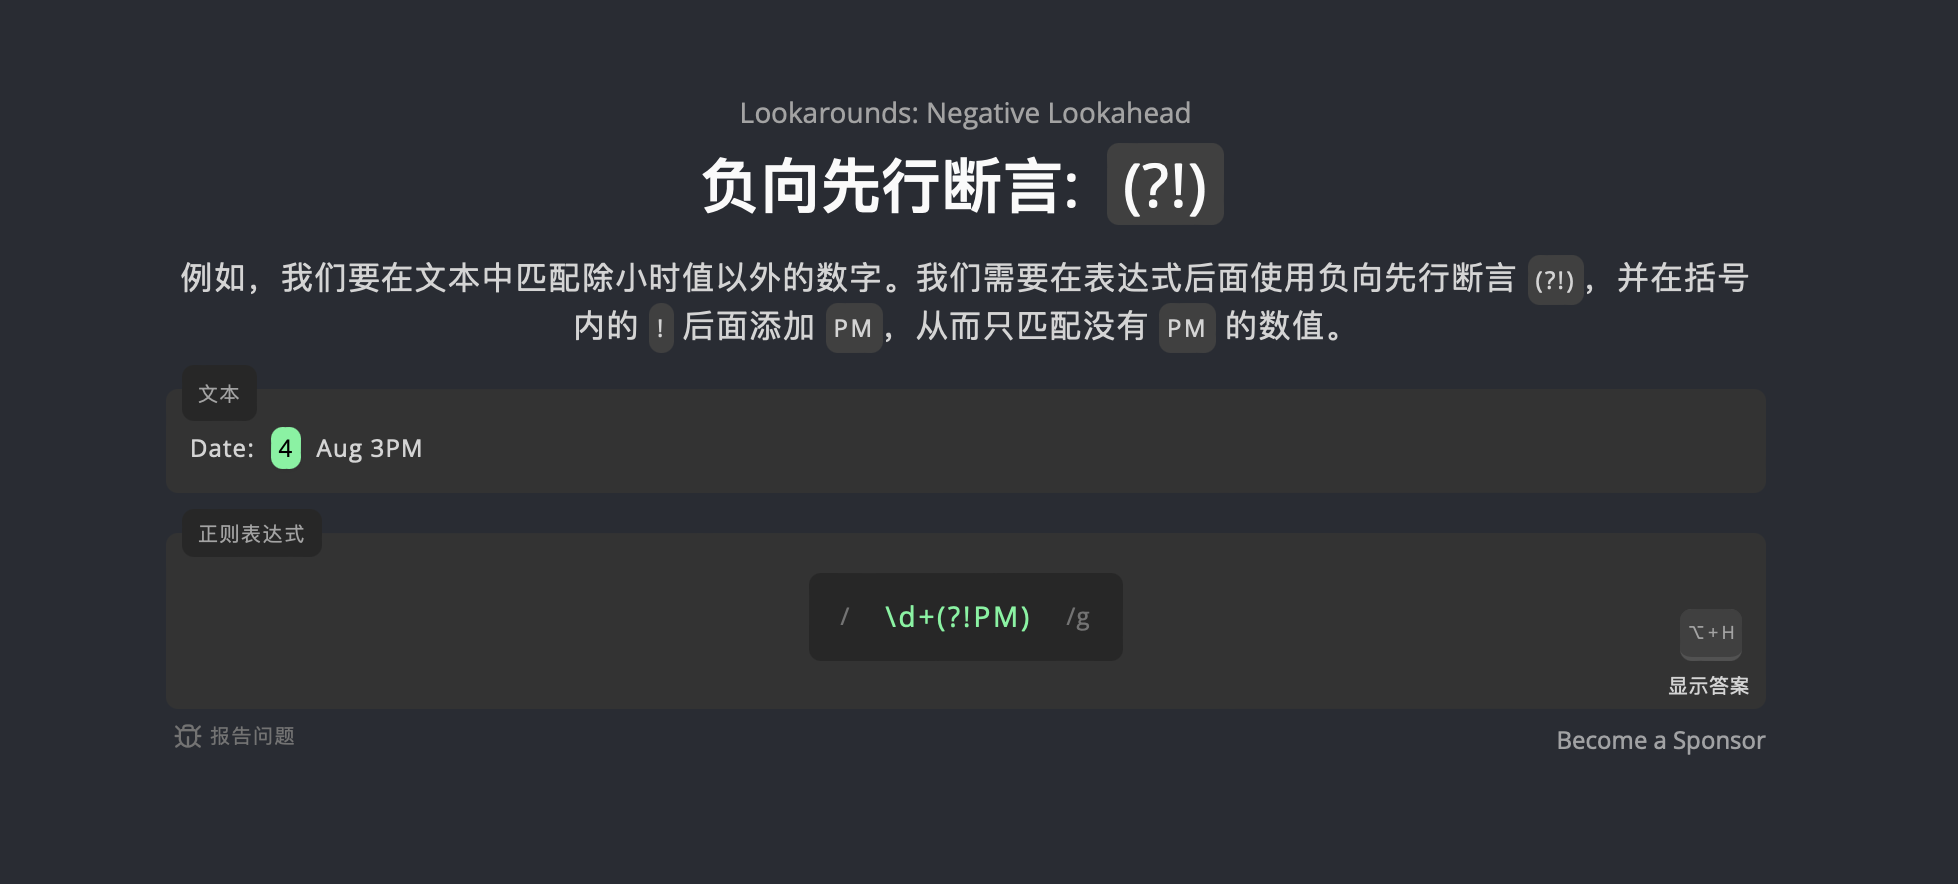 Lookarounds: Negative Lookahead
负向先行断言: (?!)
例如，我们要在文本中匹配除小时值以外的数字。我们需要在表达式后面使用负向先行断言 (?!)，并在括号
内的 ! 后面添加 PM，从而只匹配没有 PM 的数值。
文本
Date: 4 Aug 3PM
正则表达式
/ \d+(?!PM) /g
⌥+H
显示答案
报告问题
Become a Sponsor